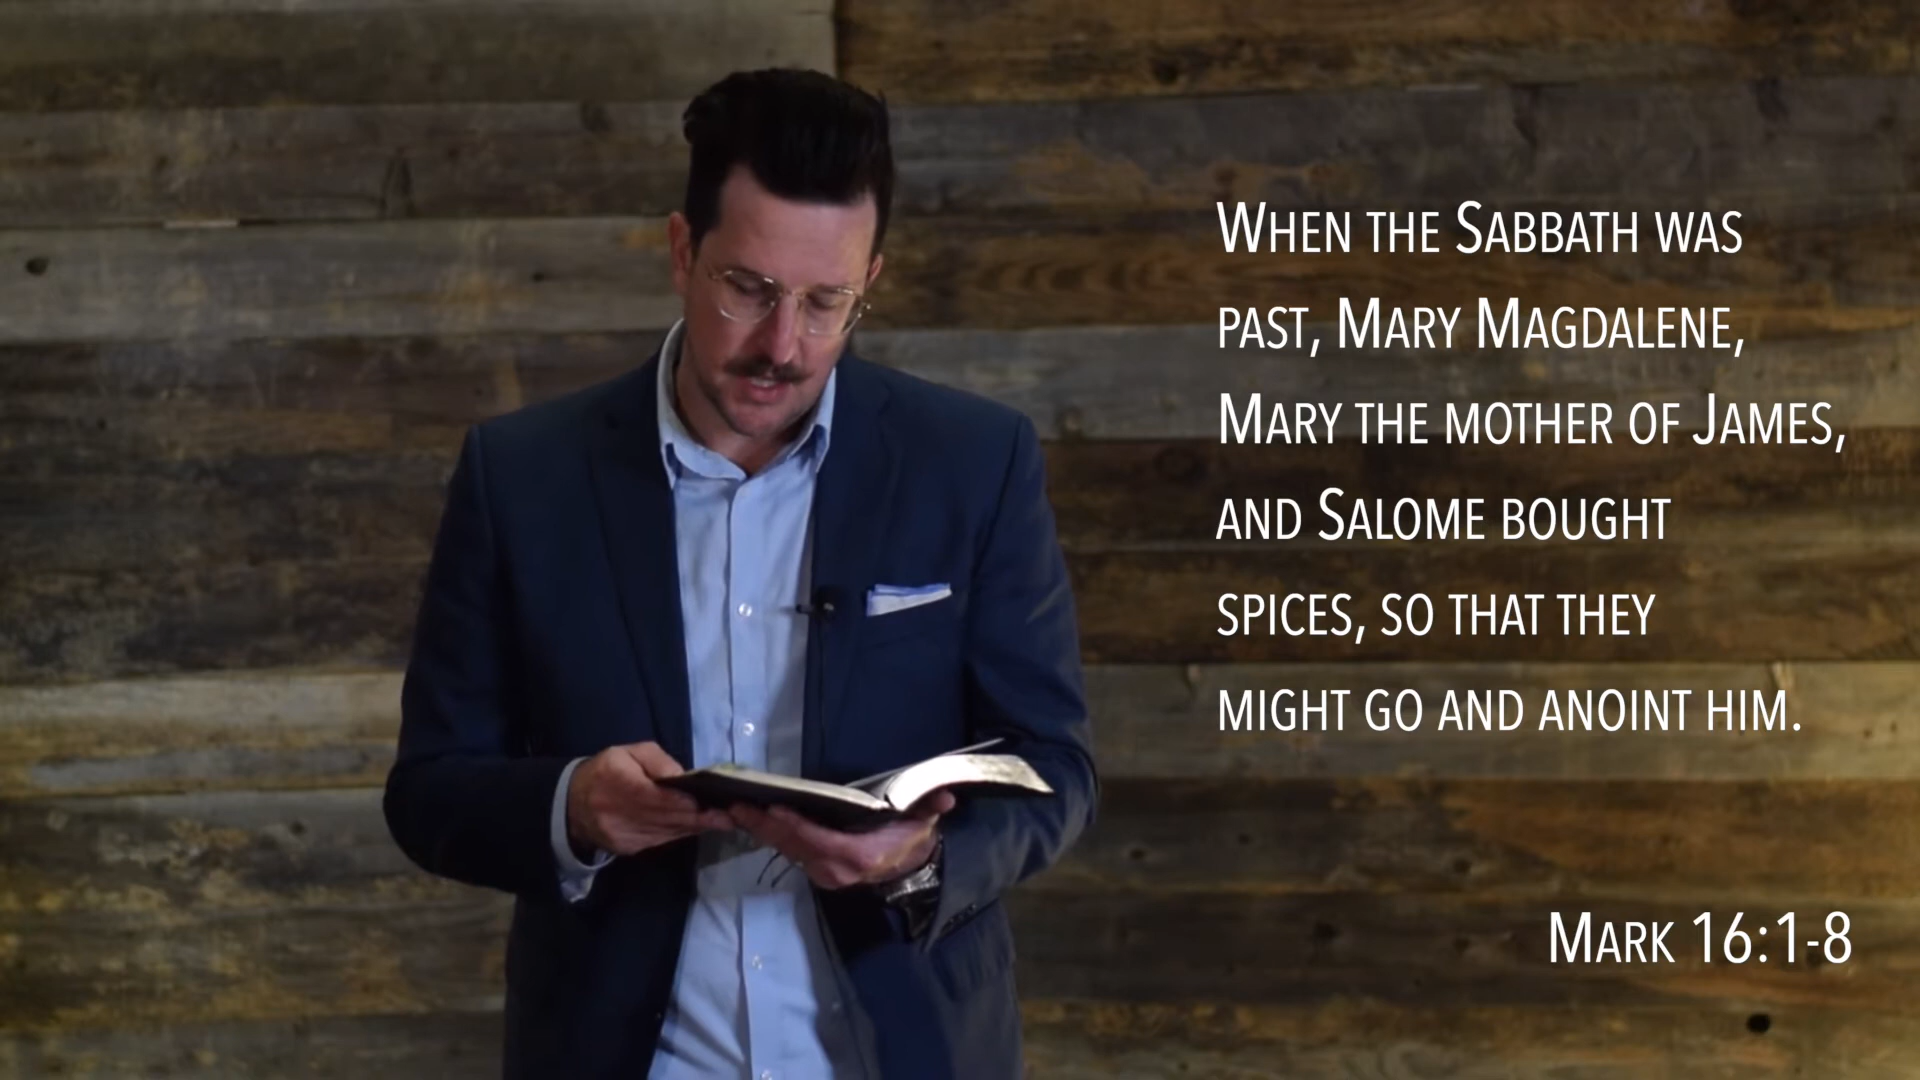 When the Sabbath was
past, Mary Magdalene,
Mary the mother of James,
and Salome bought
spices, so that they
might go and anoint him.
Mark 16:1-8